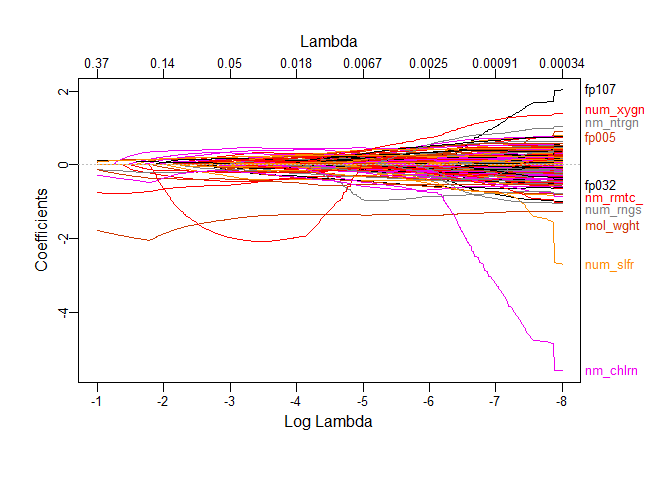 Lambda
0.37 0.14 0.05 0.018 0.0067 0.0025 0.00091 0.00034
Coefficients
2
0
-2
-4
fp107
num_xygn
nm_ntrgn
fp005
fp032
nm_rmtc_
num_rngs
mol_wght
num_slfr
nm_chlrn
-1 -2 -3 -4 -5 -6 -7 -8
Log Lambda